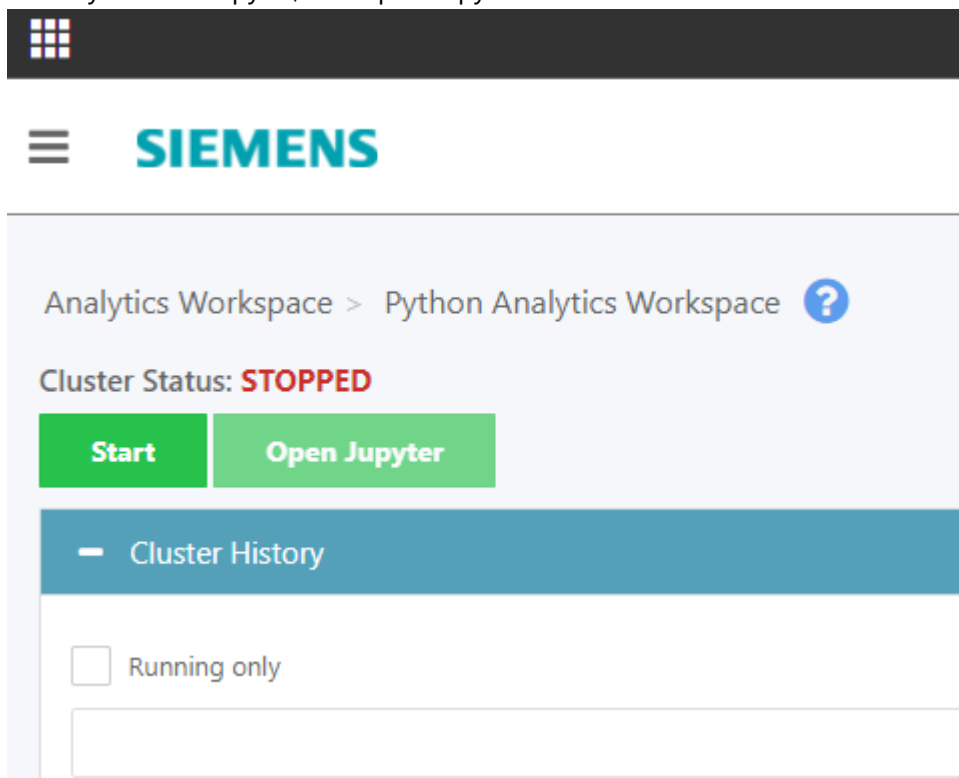 SIEMENS
Analytics Workspace > Python Analytics Workspace ?
Cluster Status: STOPPED
Start Open Jupyter
Cluster History
Running only